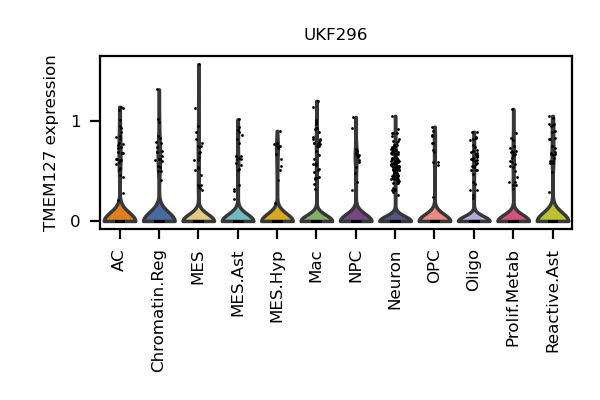 UKF296
TMEM127 expression
1
0
AC
Chromatin.Reg
MES
MES.Ast
MES.Hyp
Mac
NPC
Neuron
OPC
Oligo
Prolif.Metab
Reactive.Ast